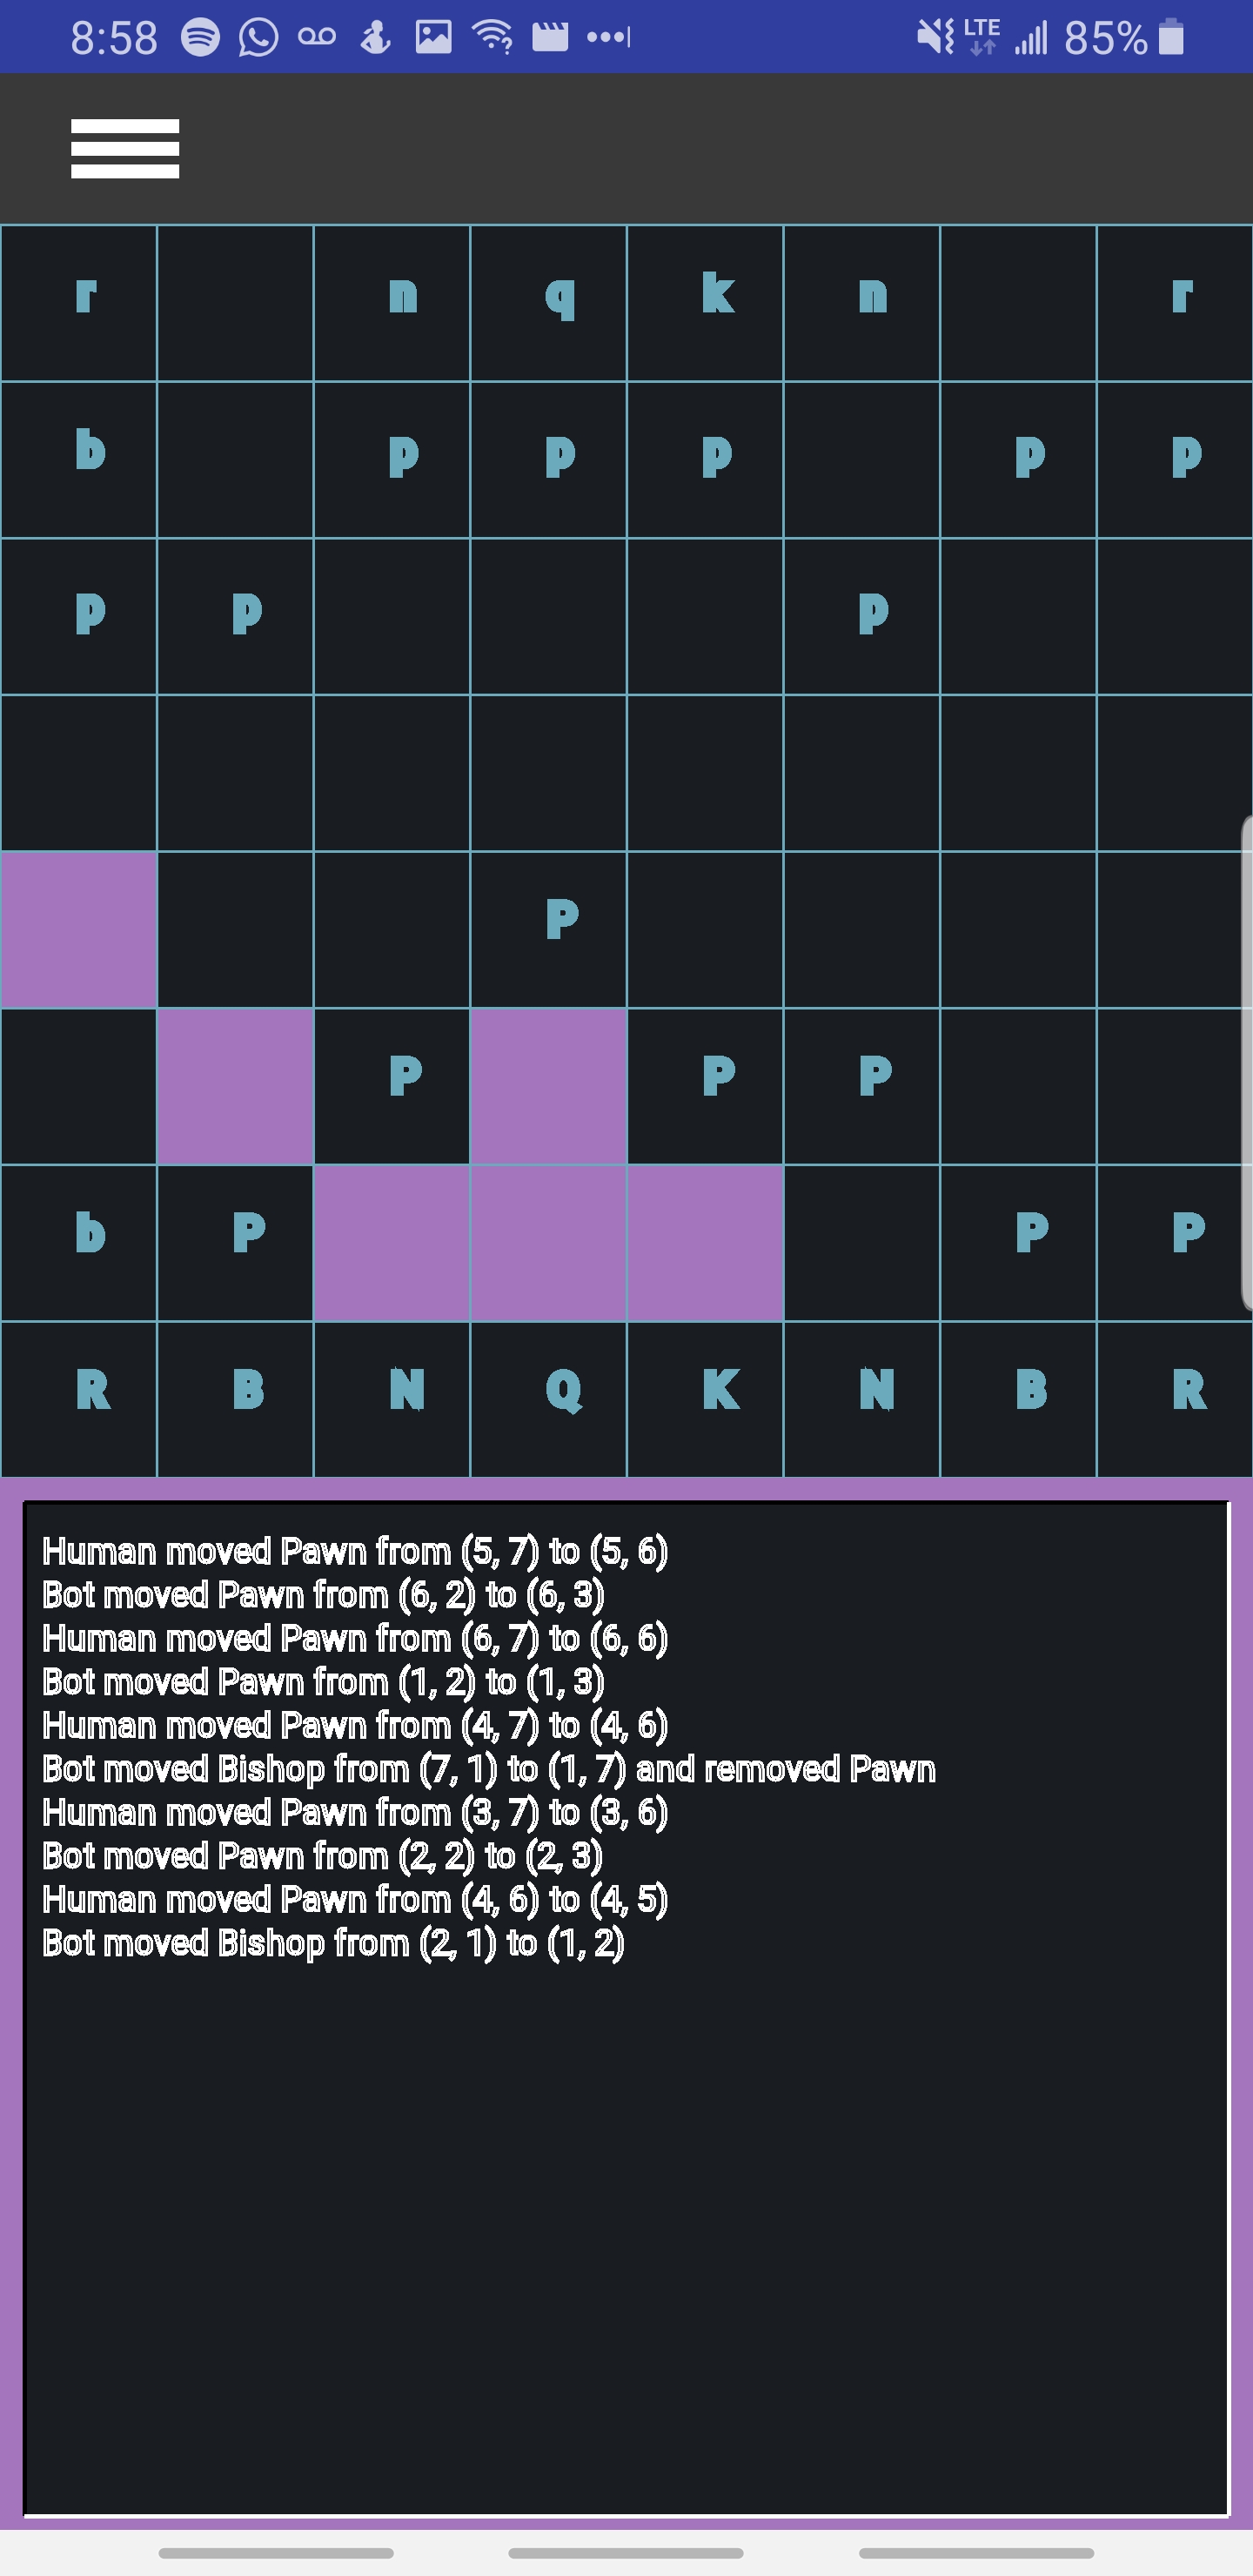 8:58 LTE 85%
r n q k n r
b p p p p p
p p p
P
P P P
b P P P
R B N Q K N B R
Human moved Pawn from (5, 7) to (5, 6)
Bot moved Pawn from (6, 2) to (6, 3)
Human moved Pawn from (6, 7) to (6, 6)
Bot moved Pawn from (1, 2) to (1, 3)
Human moved Pawn from (4, 7) to (4, 6)
Bot moved Bishop from (7, 1) to (1, 7) and removed Pawn
Human moved Pawn from (3, 7) to (3, 6)
Bot moved Pawn from (2, 2) to (2, 3)
Human moved Pawn from (4, 6) to (4, 5)
Bot moved Bishop from (2, 1) to (1, 2)